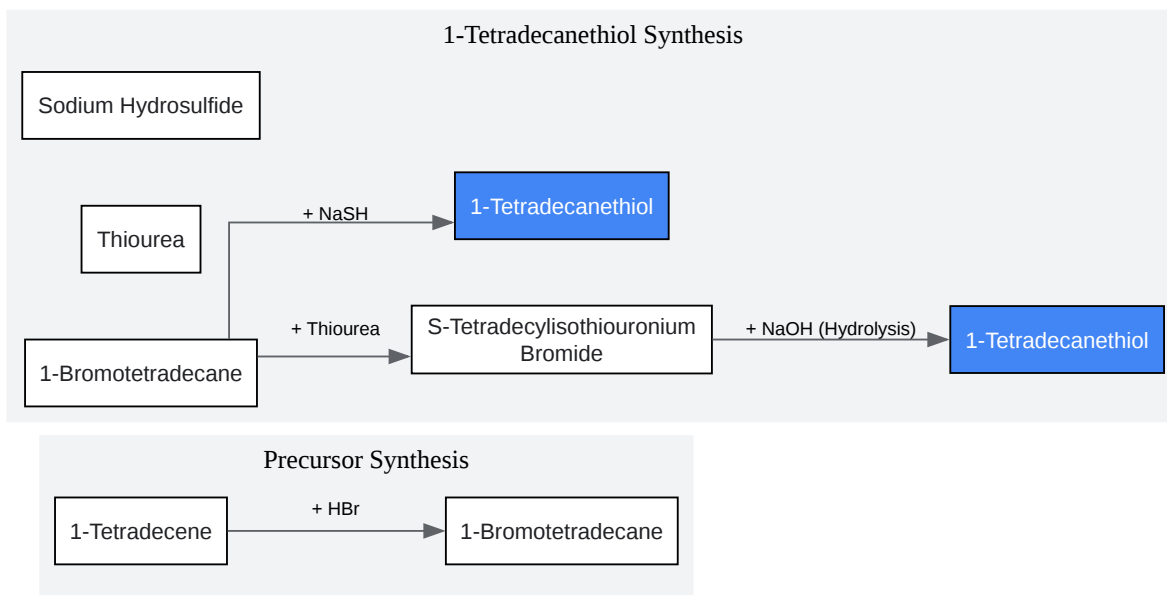 1-Tetradecanethiol Synthesis
Sodium Hydrosulfide
1-Tetradecanethiol
+ NaSH
Thiourea
+ Thiourea
S-Tetradecylisothiouronium
Bromide
+ NaOH (Hydrolysis)
1-Tetradecanethiol
1-Bromotetradecane
Precursor Synthesis
+ HBr
1-Tetradecene
1-Bromotetradecane